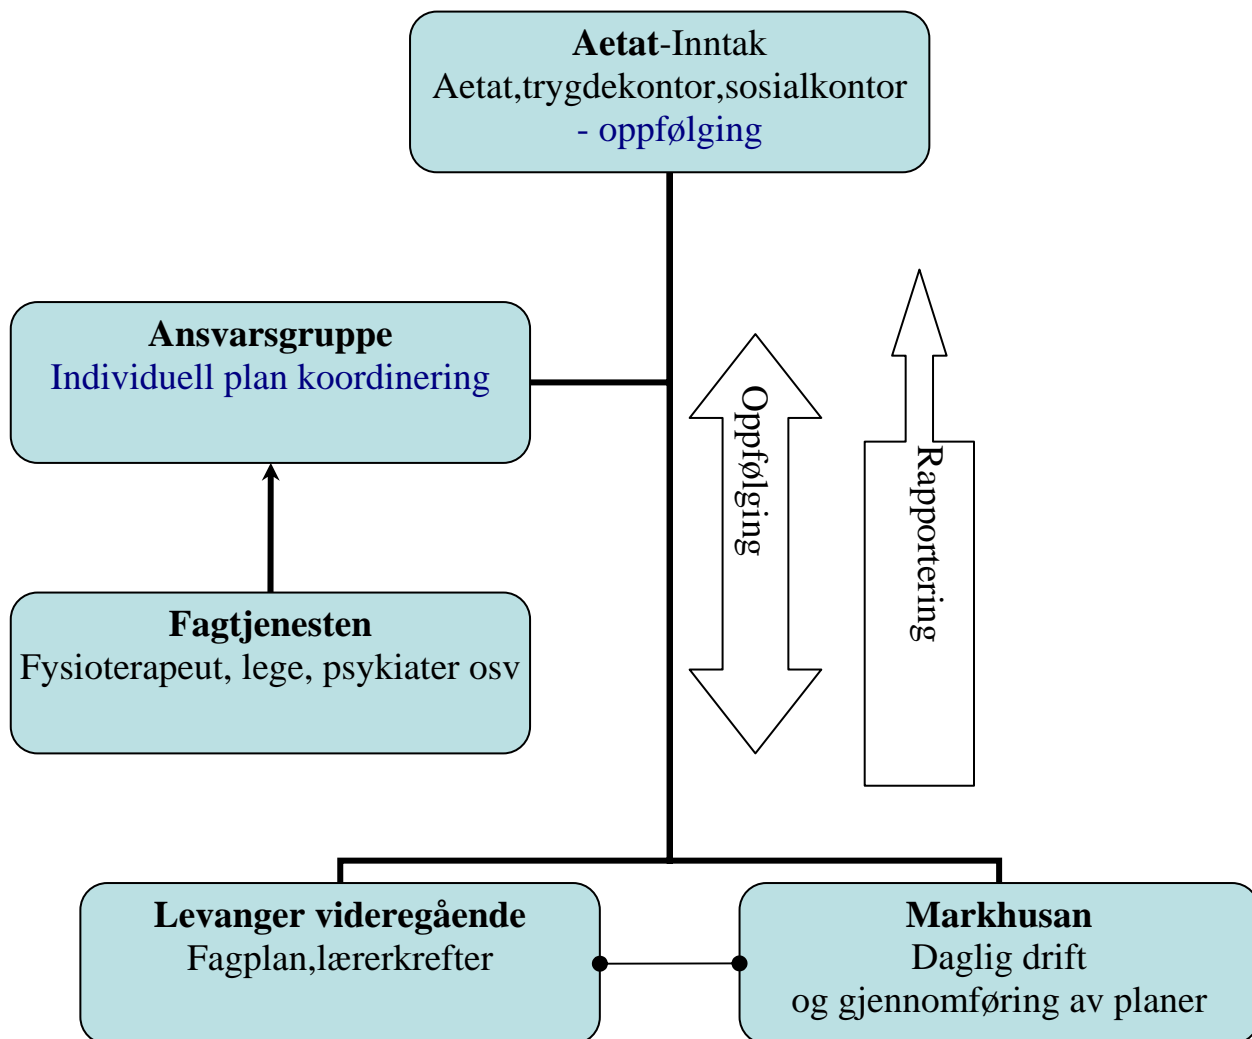 Aetat-Inntak
Aetat,trygdekontor,sosialkontor
- oppfølging
Ansvarsgruppe
Individuell plan koordinering
Oppfølging
Rapportering
Fagtjenesten
Fysioterapeut, lege, psykiater osv
Levanger videregående
Fagplan,lærerkrefter
Markhusan
Daglig drift
og gjennomføring av planer